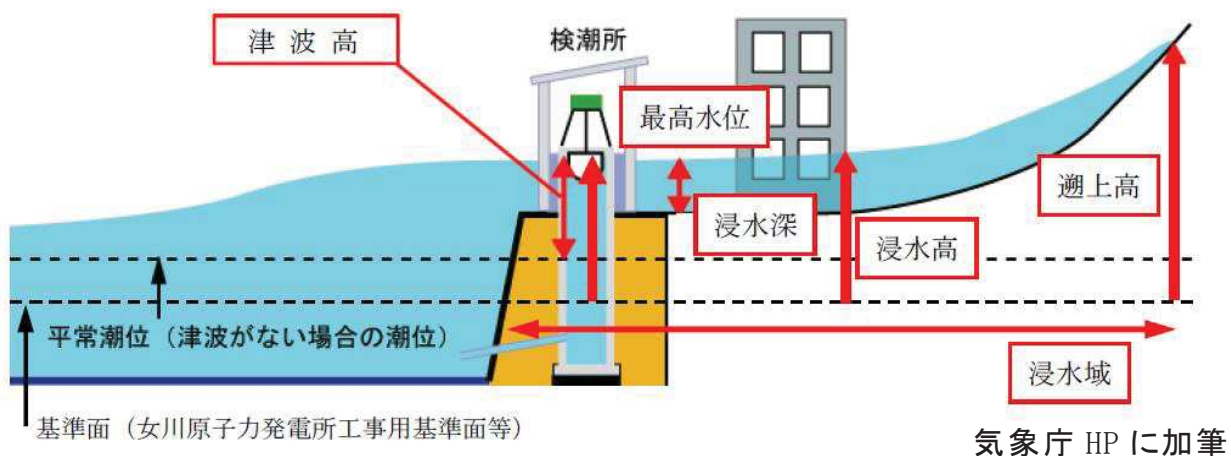 津 波 高
検潮所
最高水位
遡上高
浸水深
浸水高
平常潮位（津波がない場合の潮位）
浸水域
基準面（女川原子力発電所工事用基準面等）
気象庁 HP に加筆